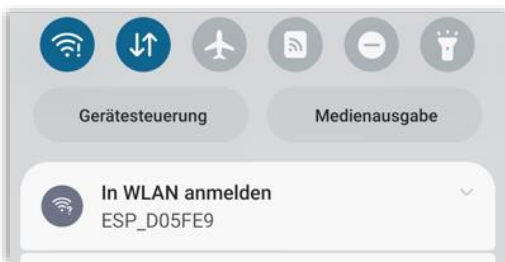 Gerätesteuerung
Medienausgabe
In WLAN anmelden
ESP_D05FE9